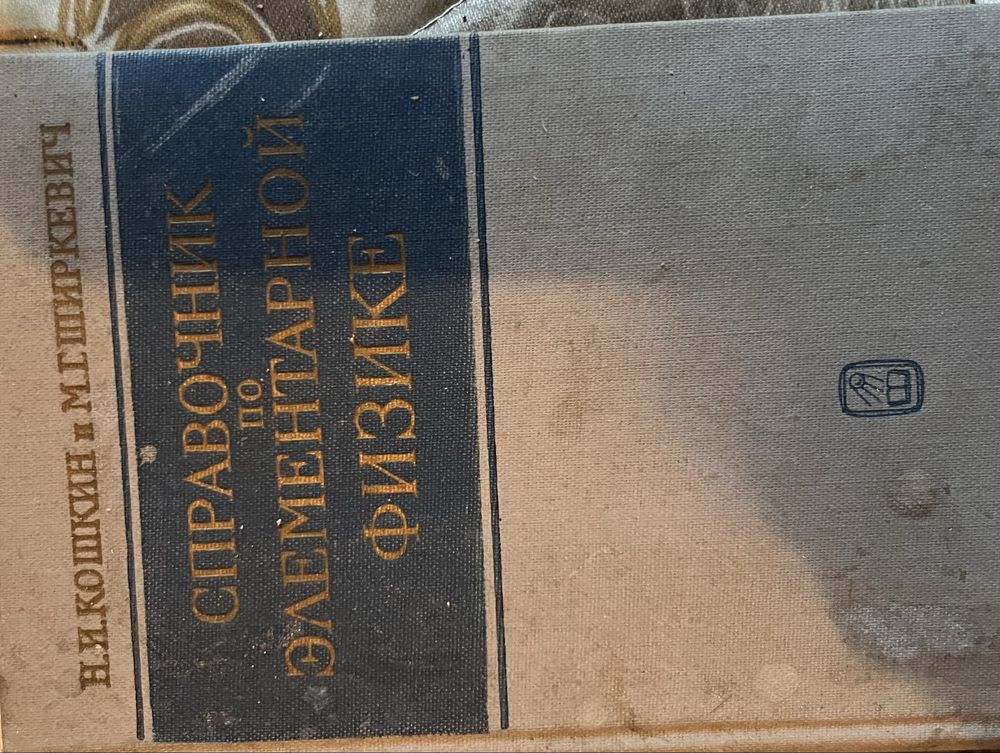 Н.И.КОШКИН и М.Г.ШИРКЕВИЧ
СПРАВОЧНИК
ПО
ЭЛЕМЕНТАРНОЙ
ФИЗИКЕ